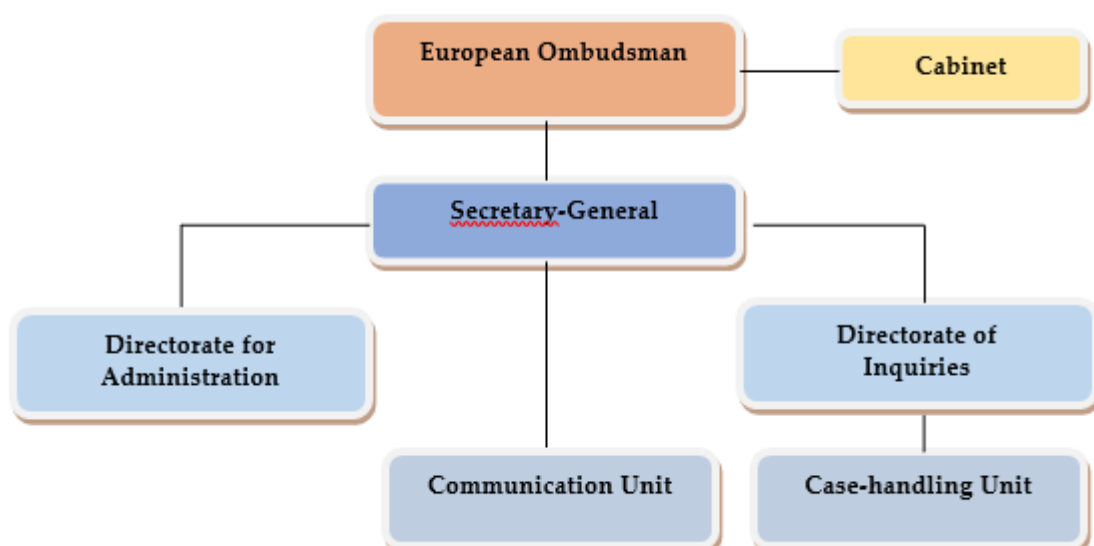 European Ombudsman
Cabinet
Secretary-General
Directorate for
Administration
Directorate of
Inquiries
Communication Unit
Case-handling Unit